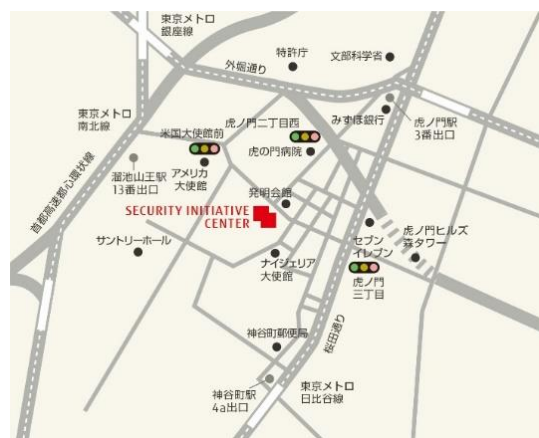 東京メトロ
銀座線
特許庁
文部科学省
外堀通り
東京メトロ
南北線
米国大使館前
虎ノ門二丁目西
みずほ銀行
虎ノ門駅
3番出口
虎の門病院
溜池山王駅
13番出口
アメリカ
大使館
首都高速都心環状線
発明会館
SECURITY INITIATIVE
CENTER
サントリーホール
セブン
イレブン
虎ノ門ヒルズ
森タワー
ナイジェリア
大使館
虎ノ門
三丁目
神谷町郵便局
桜田通り
神谷町駅
4a出口
東京メトロ
日比谷線